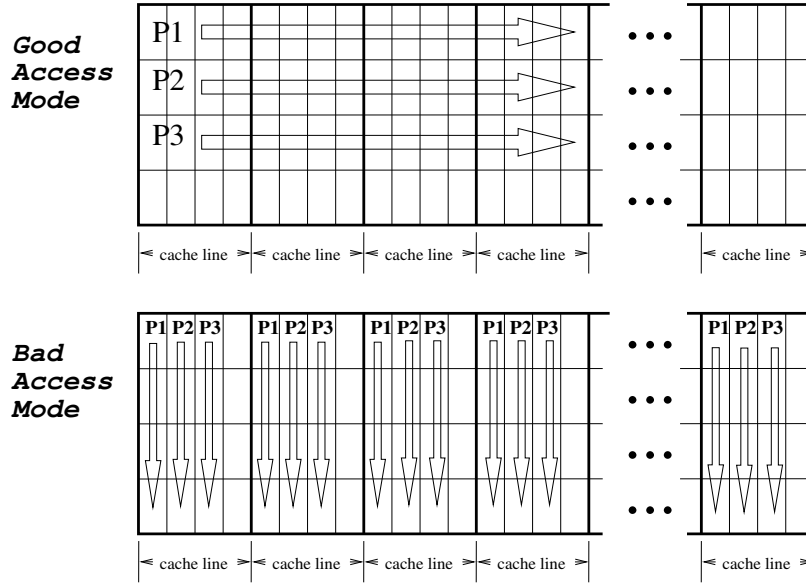 Good
Access
Mode
P1
P2
P3
cache line cache line cache line cache line cache line
Bad
Access
Mode
P1 P2 P3 P1 P2 P3 P1 P2 P3 P1 P2 P3 P1 P2 P3
cache line cache line cache line cache line cache line